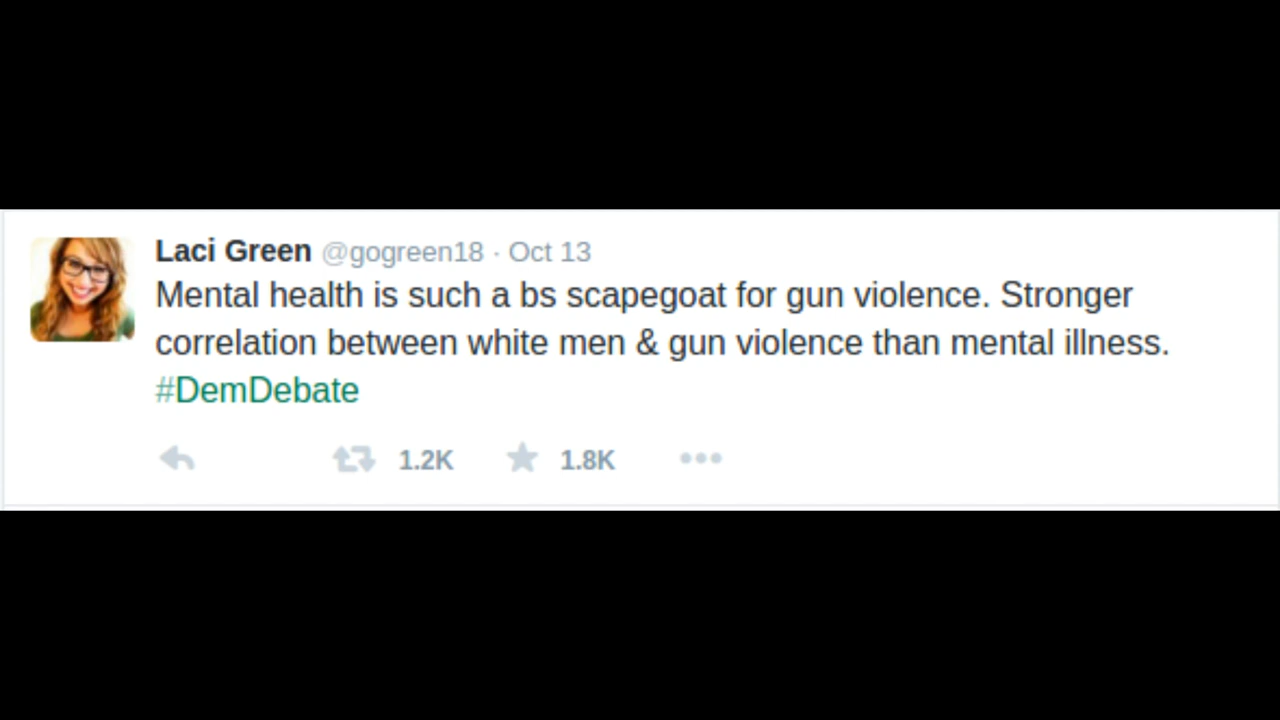 Laci Green @gogreen18 · Oct 13
Mental health is such a bs scapegoat for gun violence. Stronger
correlation between white men & gun violence than mental illness.
#DemDebate
1.2K 1.8K